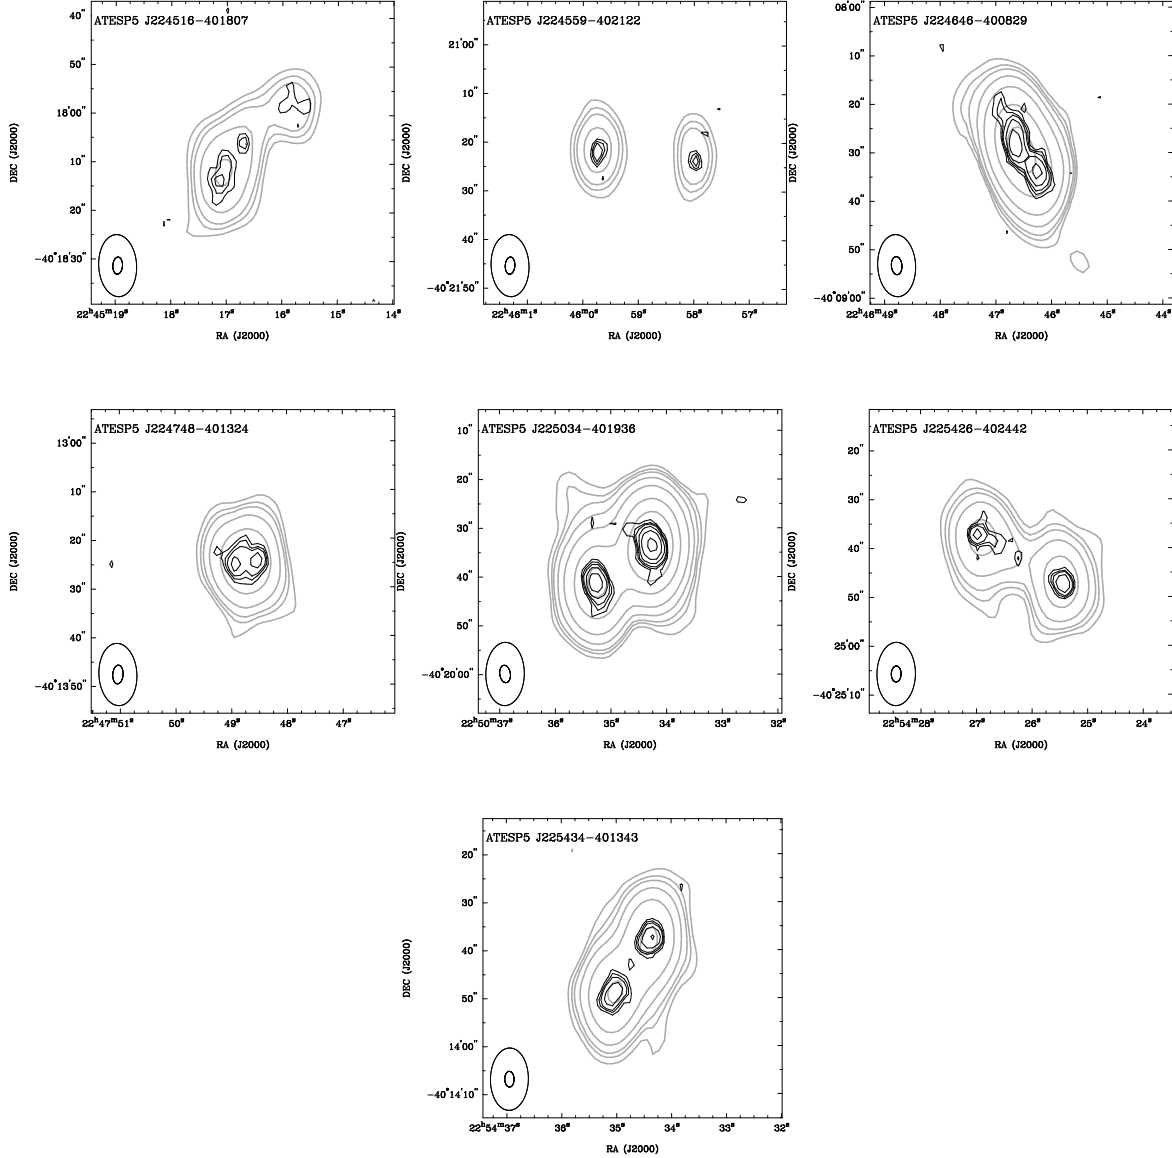 ATESP5 J224516−401807
40"
50"
18'00"
10"
20"
−40°18'30"
DEC (J2000)
22ʰ45ᵐ19ˢ 18ˢ 17ˢ 16ˢ 15ˢ 14ˢ
RA (J2000)
ATESP5 J224559−402122
21'00"
10"
20"
30"
40"
−40°21'50"
DEC (J2000)
22ʰ46ᵐ1ˢ 46ᵐ0ˢ 59ˢ 58ˢ 57ˢ
RA (J2000)
ATESP5 J224646−400829
08'00"
10"
20"
30"
40"
50"
−40°09'00"
DEC (J2000)
22ʰ46ᵐ49ˢ 48ˢ 47ˢ 46ˢ 45ˢ 44ˢ
RA (J2000)
ATESP5 J224748−401324
13'00"
10"
20"
30"
40"
−40°13'50"
DEC (J2000)
22ʰ47ᵐ51ˢ 50ˢ 49ˢ 48ˢ 47ˢ
RA (J2000)
ATESP5 J225034−401936
10"
20"
30"
40"
50"
−40°20'00"
DEC (J2000)
22ʰ50ᵐ37ˢ 36ˢ 35ˢ 34ˢ 33ˢ 32ˢ
RA (J2000)
ATESP5 J225426−402442
20"
30"
40"
50"
25'00"
−40°25'10"
DEC (J2000)
22ʰ54ᵐ28ˢ 27ˢ 26ˢ 25ˢ 24ˢ
RA (J2000)
ATESP5 J225434−401343
20"
30"
40"
50"
14'00"
−40°14'10"
DEC (J2000)
22ʰ54ᵐ37ˢ 36ˢ 35ˢ 34ˢ 33ˢ 32ˢ
RA (J2000)